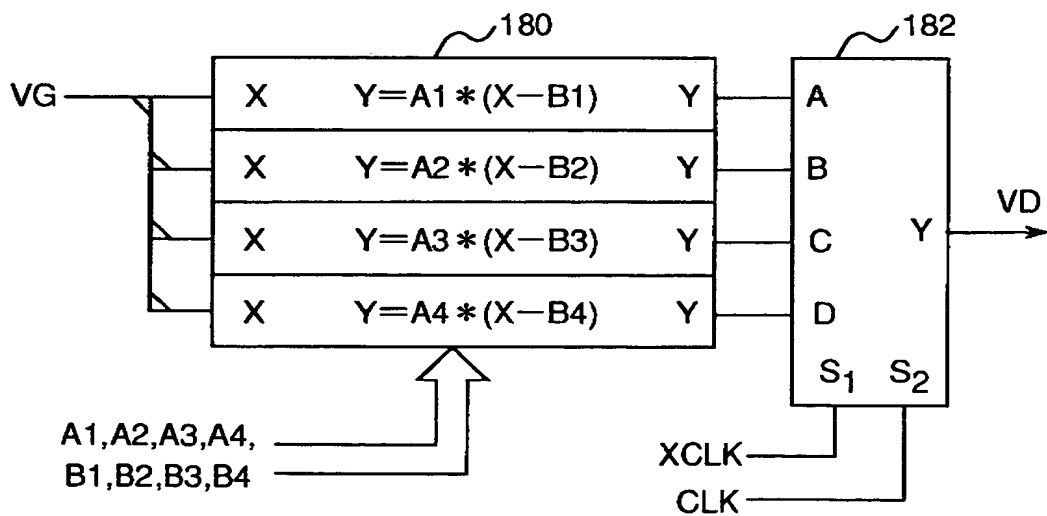 180
182
VG
X Y=A1*(X-B1) Y
A
X Y=A2*(X-B2) Y
B
X Y=A3*(X-B3) Y
C
X Y=A4*(X-B4) Y
D
Y
VD
S1 S2
A1,A2,A3,A4,
B1,B2,B3,B4
XCLK
CLK